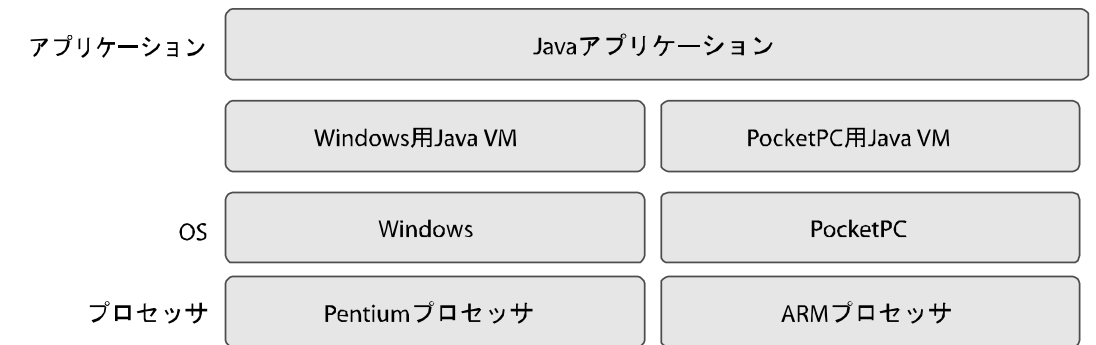 アプリケーション
Javaアプリケーション
Windows用Java VM
PocketPC用Java VM
OS
Windows
PocketPC
プロセッサ
Pentiumプロセッサ
ARMプロセッサ